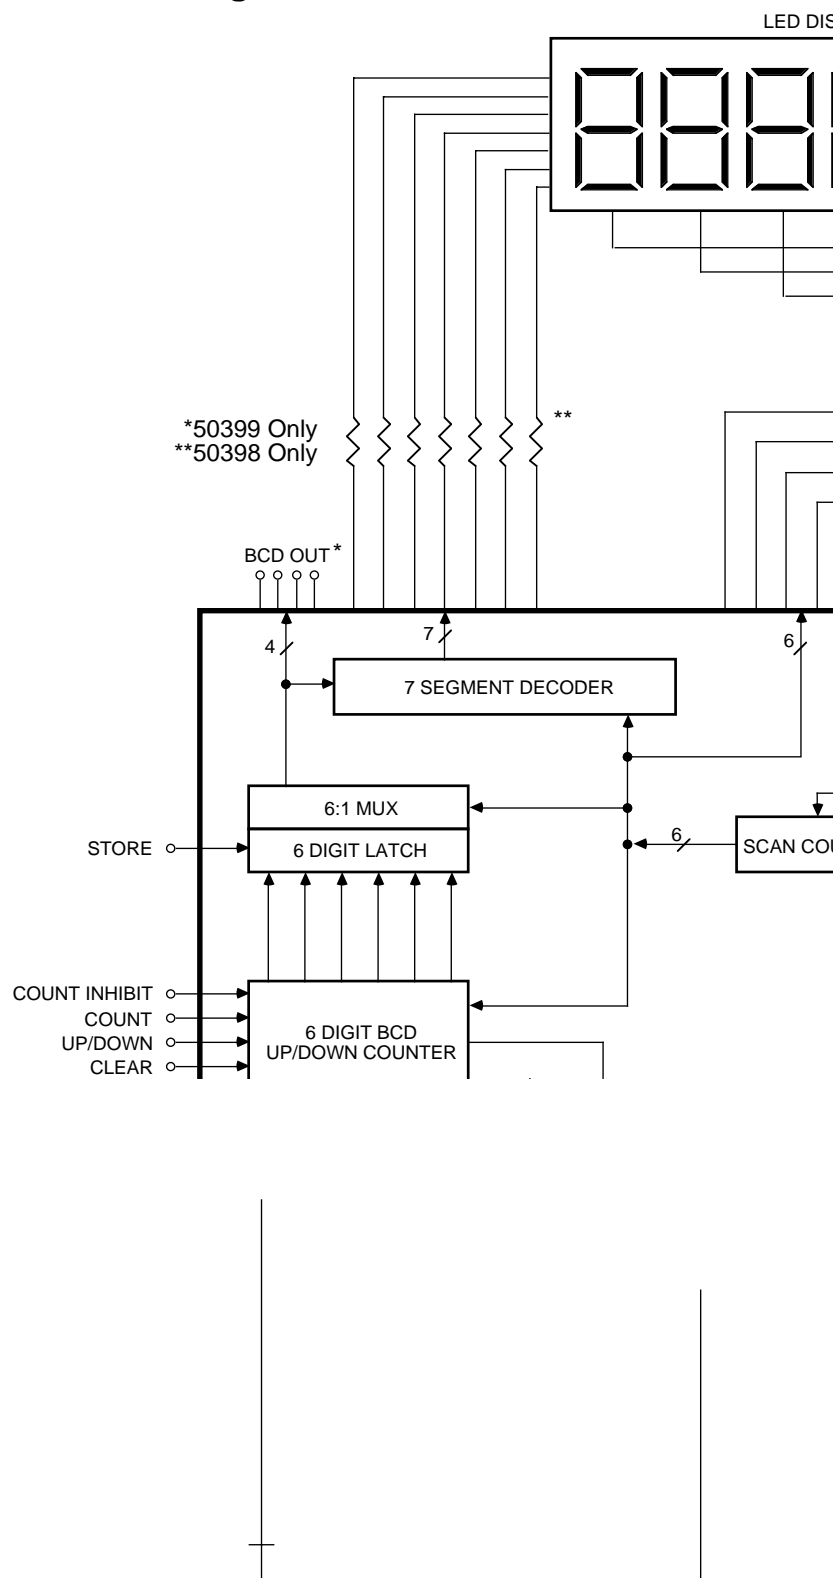 LED DIS
*50399 Only
**50398 Only
**
BCD OUT*
4
7
6
7 SEGMENT DECODER
6:1 MUX
STORE
6 DIGIT LATCH
6
SCAN COU
COUNT INHIBIT
COUNT
UP/DOWN
CLEAR
6 DIGIT BCD
UP/DOWN COUNTER